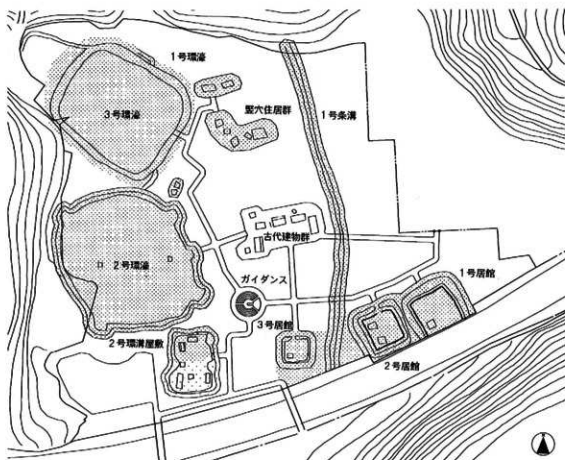 1号環濠
3号環濠
竪穴住居群
1号条溝
古代建物群
2号環濠
ガイダンス
1号居館
3号居館
2号環溝屋敷
2号居館